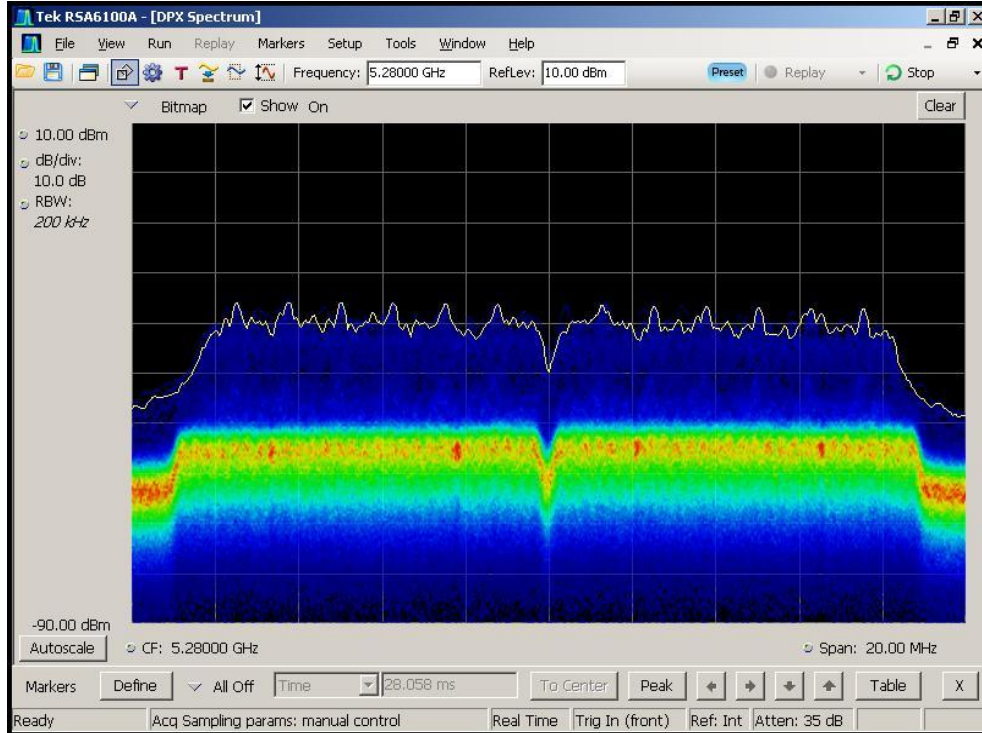 Tek RSA6100A - [DPX Spectrum]
File View Run Replay Markers Setup Tools Window Help
T Frequency: 5.28000 GHz RefLev: 10.00 dBm Preset Replay Stop
Bitmap Show On Clear
10.00 dBm
dB/div:
10.0 dB
RBW:
200 kHz
-90.00 dBm
Autoscale CF: 5.28000 GHz Span: 20.00 MHz
Markers Define All Off Time 28.058 ms To Center Peak Table X
Ready Acq Sampling params: manual control Real Time Trig In (front) Ref: Int Atten: 35 dB